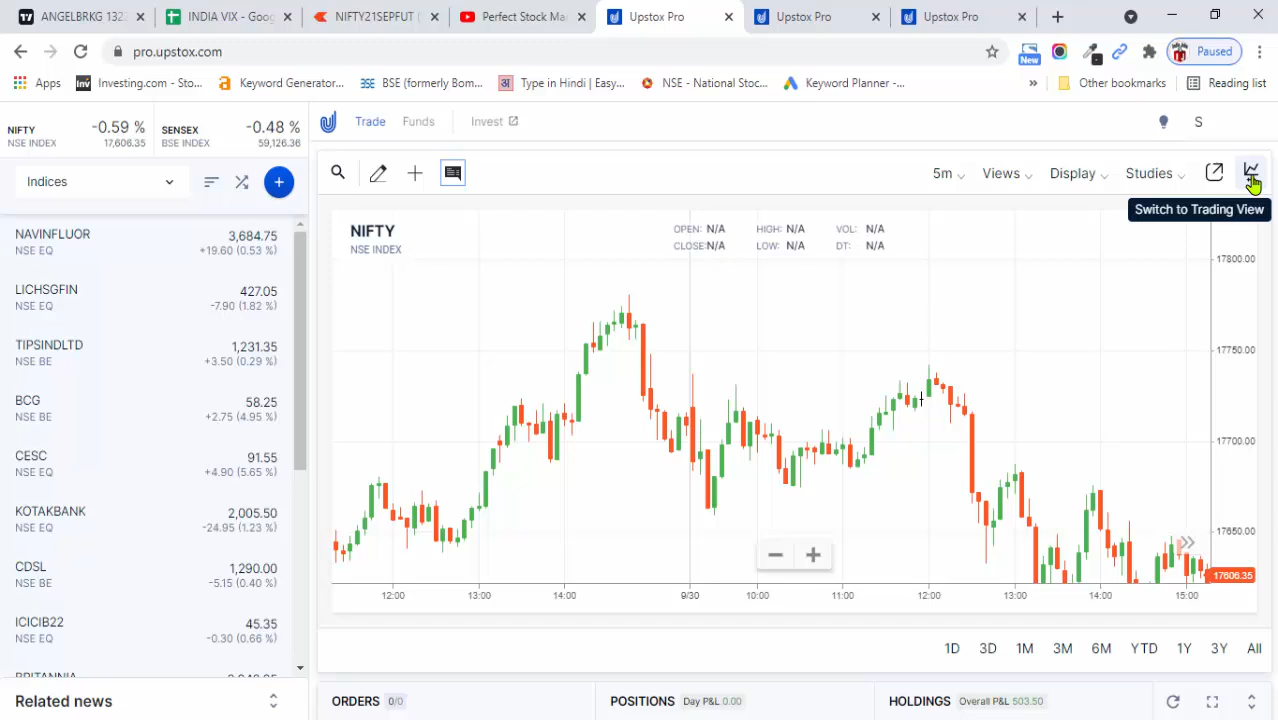 ANGELBRKG 132
INDIA VIX - Goo
NIFTY21SEPFUT (
Perfect Stock Ma
Upstox Pro
Upstox Pro
Upstox Pro
pro.upstox.com
New
Paused
Apps
Inv
Investing.com - Sto...
Keyword Generator...
BSE (formerly Bom...
Type in Hindi | Easy...
NSE - National Stoc...
Keyword Planner -...
Other bookmarks
Reading list
NIFTY
NSE INDEX
-0.59 %
17,606.35
SENSEX
BSE INDEX
-0.48 %
59,126.36
Trade
Funds
Invest
S
Indices
5m
Views
Display
Studies
Switch to Trading View
NAVINFLUOR 3,684.75
NSE EQ +19.60 (0.53 %)
LICHSGFIN 427.05
NSE EQ -7.90 (1.82 %)
TIPSINDLTD 1,231.35
NSE BE +3.50 (0.29 %)
BCG 58.25
NSE BE +2.75 (4.95 %)
CESC 91.55
NSE EQ +4.90 (5.65 %)
KOTAKBANK 2,005.50
NSE EQ -24.95 (1.23 %)
CDSL 1,290.00
NSE BE -5.15 (0.40 %)
ICICIB22 45.35
NSE EQ -0.30 (0.66 %)
Related news
NIFTY
NSE INDEX
OPEN: N/A HIGH: N/A VOL: N/A
CLOSE:N/A LOW: N/A DT: N/A
17800.00
17750.00
17700.00
17650.00
17606.35
12:00 13:00 14:00 9/30 10:00 11:00 12:00 13:00 14:00 15:00
1D 3D 1M 3M 6M YTD 1Y 3Y All
ORDERS 0/0
POSITIONS Day P&L 0.00
HOLDINGS Overall P&L 503.50